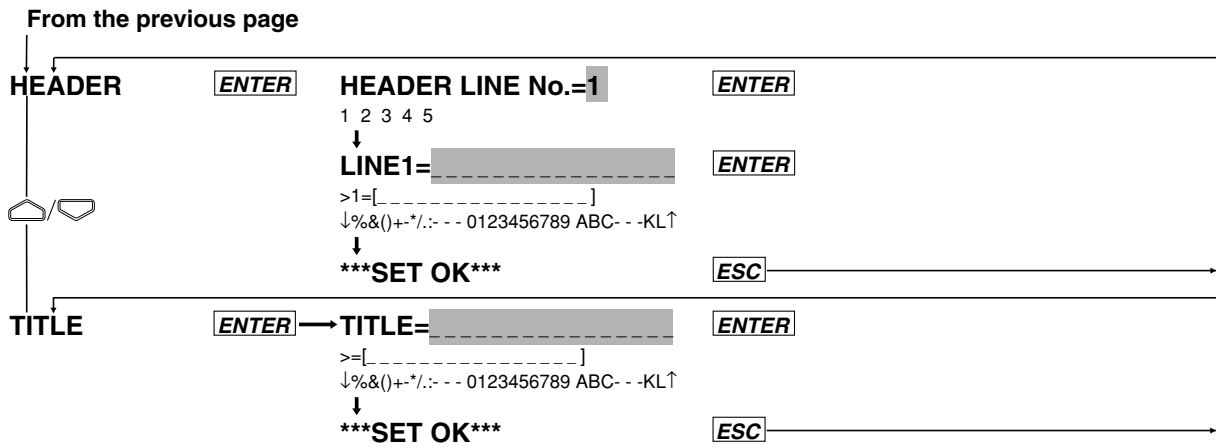 From the previous page
HEADER ENTER HEADER LINE No.=1 ENTER
1 2 3 4 5
LINE1=_ _ _ _ _ _ _ _ _ _ _ _ _ _ _ _ ENTER
>1=[_ _ _ _ _ _ _ _ _ _ _ _ _ _ _ _]
↓%&()+-*/.:- - - 0123456789 ABC- - -KL↑
/
***SET OK*** ESC
TITLE ENTER TITLE=_ _ _ _ _ _ _ _ _ _ _ _ _ _ _ _ ENTER
>=[_ _ _ _ _ _ _ _ _ _ _ _ _ _ _ _]
↓%&()+-*/.:- - - 0123456789 ABC- - -KL↑
***SET OK*** ESC